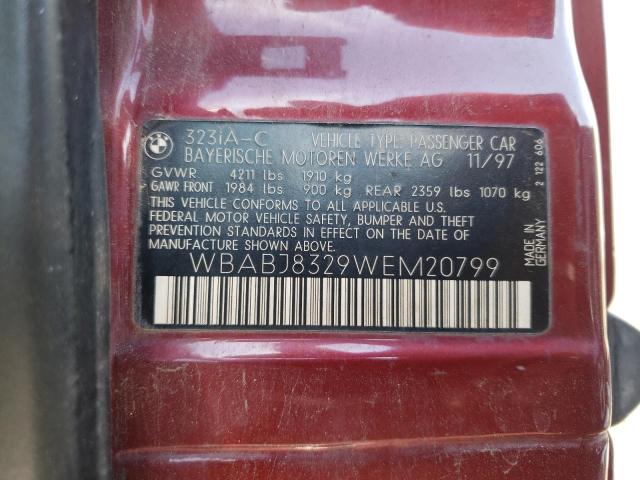 BMW
323iA-C VEHICLE TYPE: PASSENGER CAR
BAYERISCHE MOTOREN WERKE AG 11/97
GVWR 4211 lbs 1910 kg
GAWR FRONT 1984 lbs 900 kg REAR 2359 lbs 1070 kg
THIS VEHICLE CONFORMS TO ALL APPLICABLE U.S.
FEDERAL MOTOR VEHICLE SAFETY, BUMPER AND THEFT
PREVENTION STANDARDS IN EFFECT ON THE DATE OF
MANUFACTURE SHOWN ABOVE.
WBABJ8329WEM20799
MADE IN
GERMANY
2 122 606